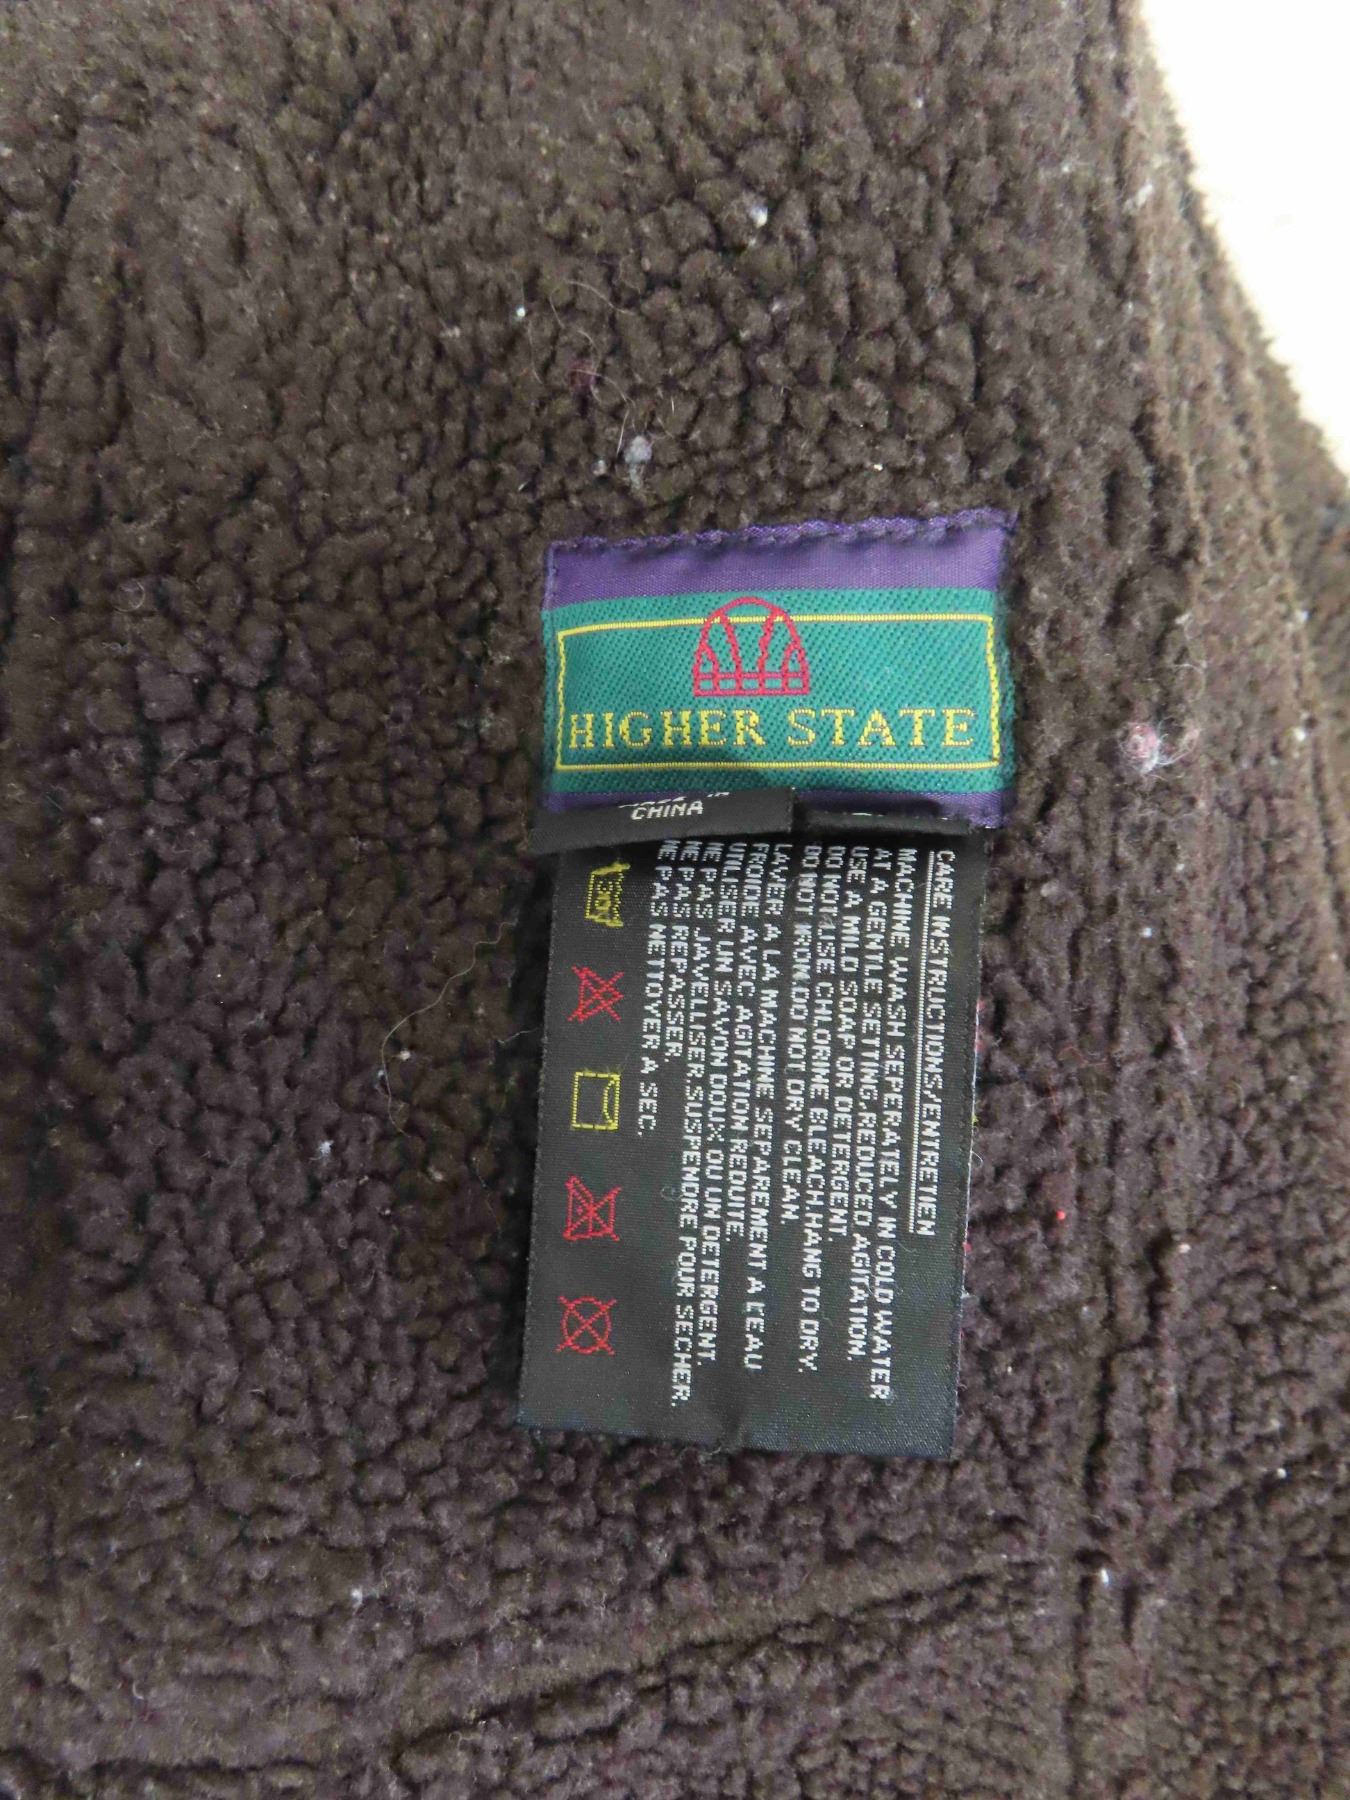 HIGHER STATE
CHINA
CARE INSTRUCTIONS/ENTRETIEN
MACHINE WASH SEPERATELY IN COLD WATER
AT A GENTLE SETTING,REDUCED AGITATION.
USE A MILD SOAP OR DETERGENT.
DO NOT USE CHLORINE BLEACH.HANG TO DRY.
DO NOT IRON.DO NOT DRY CLEAN.
LAVER A LA MACHINE SEPAREMENT A L'EAU
FROIDE AVEC AGITATION REDUITE.
UTILISER UN SAVON DOUX OU UN DETERGENT.
NE PAS JAVELLISER.SUSPENDRE POUR SECHER.
NE PAS REPASSER.
NE PAS NETTOYER A SEC.
30